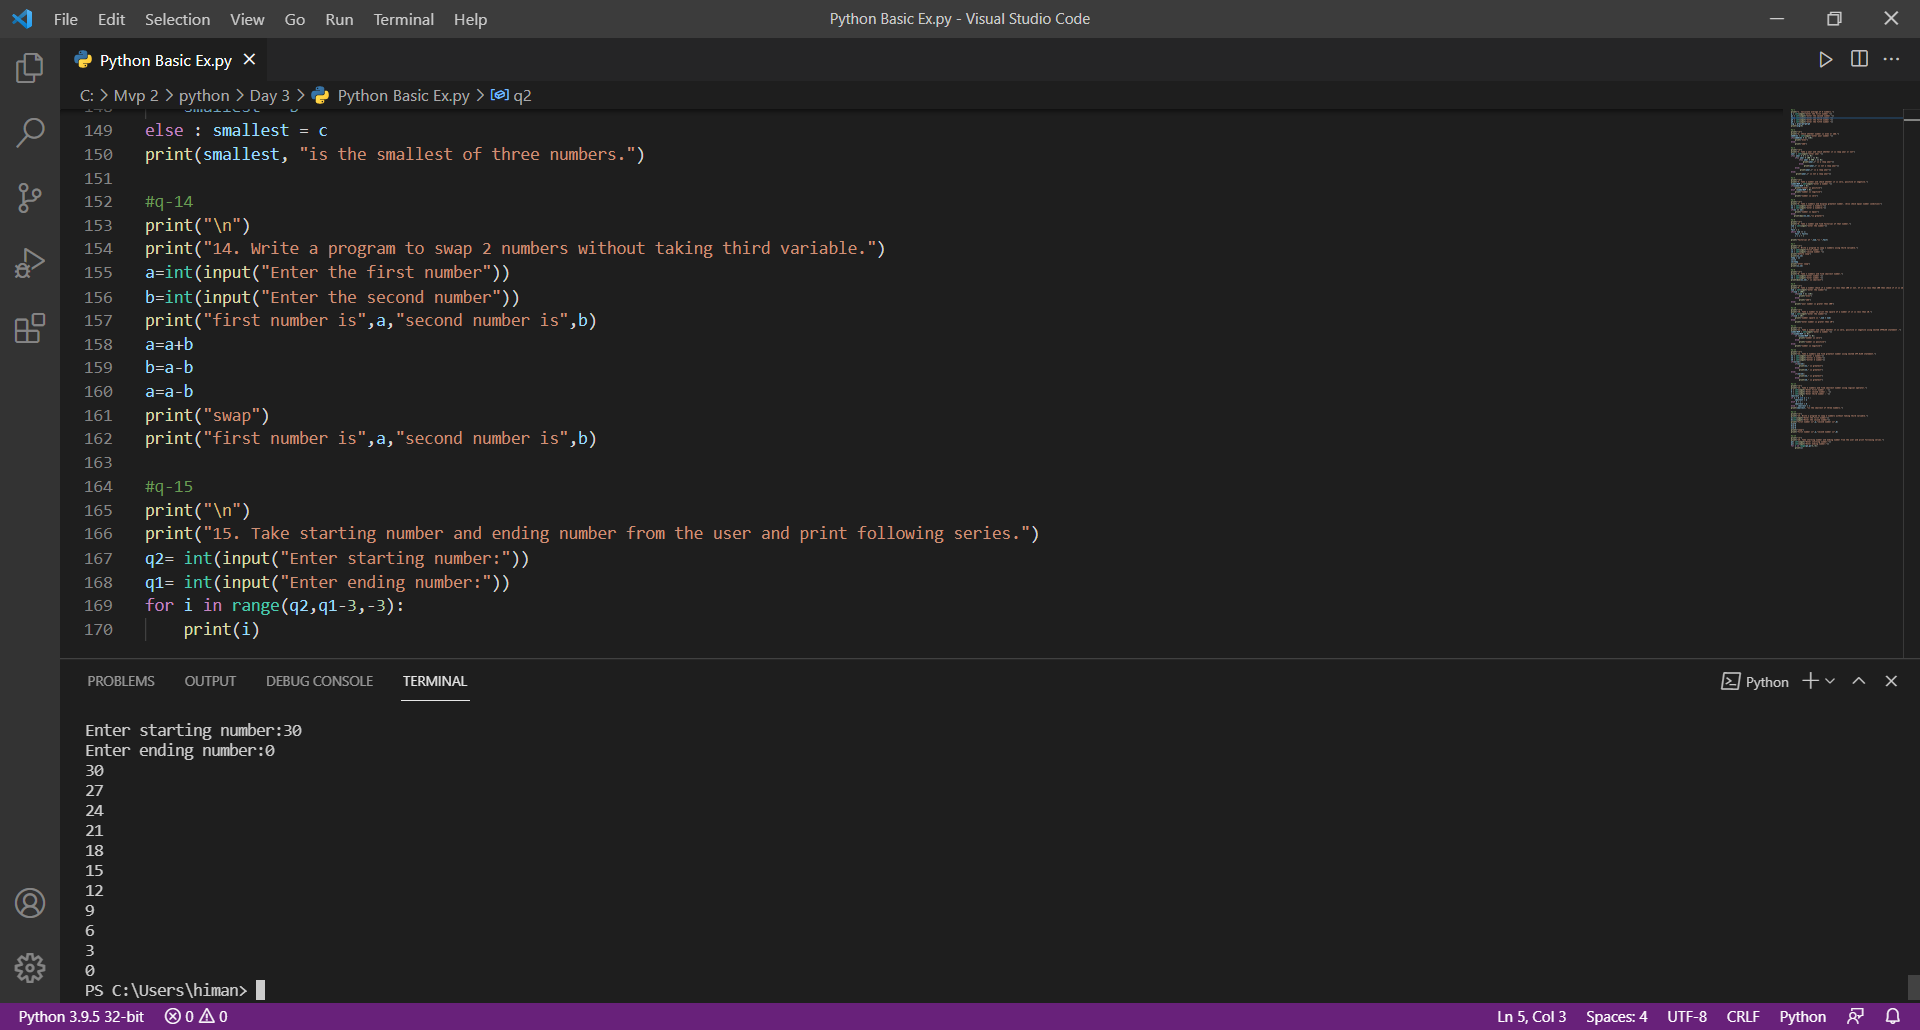 File Edit Selection View Go Run Terminal Help
Python Basic Ex.py - Visual Studio Code
Python Basic Ex.py
C: > Mvp 2 > python > Day 3 > Python Basic Ex.py > q2
149 else : smallest = c
150 print(smallest, "is the smallest of three numbers.")
151
152 #q-14
153 print("\n")
154 print("14. Write a program to swap 2 numbers without taking third variable.")
155 a=int(input("Enter the first number"))
156 b=int(input("Enter the second number"))
157 print("first number is",a,"second number is",b)
158 a=a+b
159 b=a-b
160 a=a-b
161 print("swap")
162 print("first number is",a,"second number is",b)
163
164 #q-15
165 print("\n")
166 print("15. Take starting number and ending number from the user and print following series.")
167 q2= int(input("Enter starting number:"))
168 q1= int(input("Enter ending number:"))
169 for i in range(q2,q1-3,-3):
170     print(i)
PROBLEMS OUTPUT DEBUG CONSOLE TERMINAL
Python
Enter starting number:30
Enter ending number:0
30
27
24
21
18
15
12
9
6
3
0
PS C:\Users\himan>
Python 3.9.5 32-bit 0 0
Ln 5, Col 3 Spaces: 4 UTF-8 CRLF Python